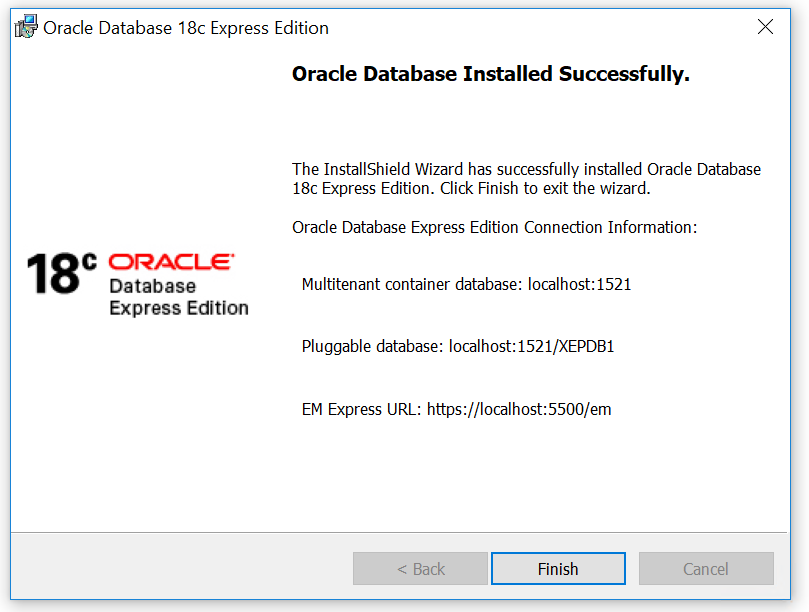 Oracle Database 18c Express Edition
Oracle Database Installed Successfully.
The InstallShield Wizard has successfully installed Oracle Database
18c Express Edition. Click Finish to exit the wizard.
Oracle Database Express Edition Connection Information:
18c ORACLE
Database
Express Edition
Multitenant container database: localhost:1521
Pluggable database: localhost:1521/XEPDB1
EM Express URL: https://localhost:5500/em
< Back
Finish
Cancel